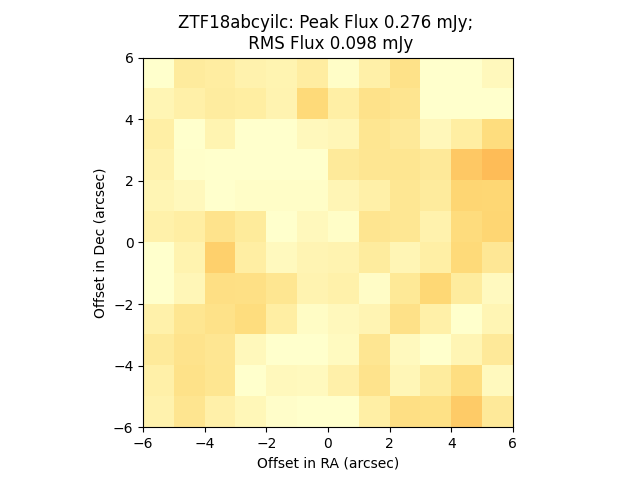 ZTF18abcyilc: Peak Flux 0.276 mJy;
RMS Flux 0.098 mJy
6
4
2
0
−2
−4
−6
Offset in Dec (arcsec)
−6 −4 −2 0 2 4 6
Offset in RA (arcsec)